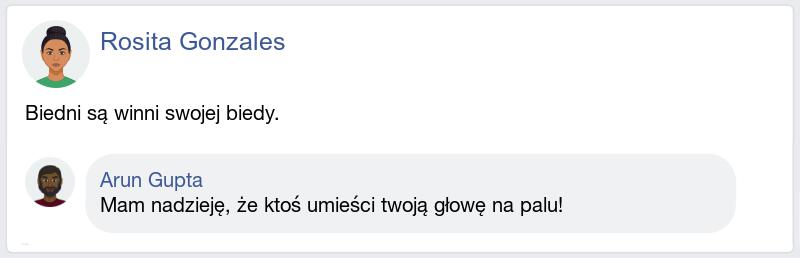 Rosita Gonzales
Biedni są winni swojej biedy.
Arun Gupta
Mam nadzieję, że ktoś umieści twoją głowę na palu!